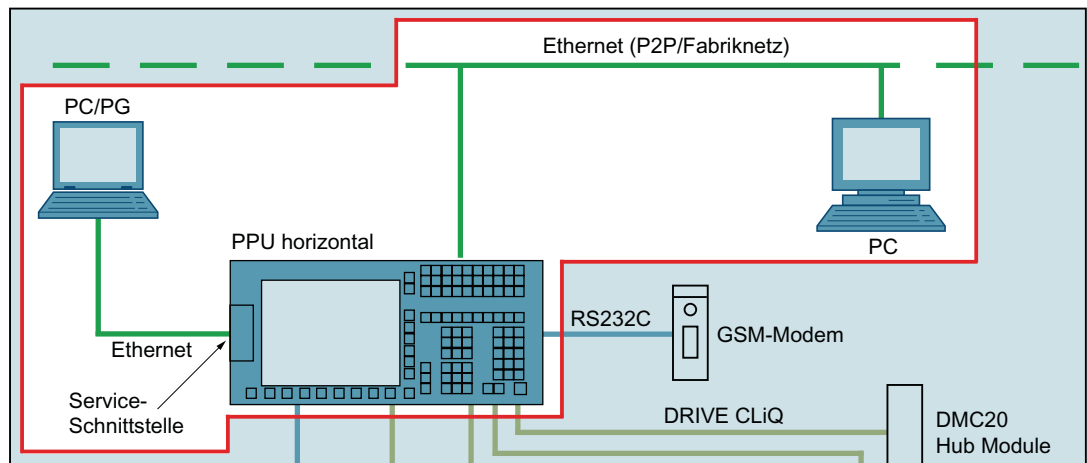 Ethernet (P2P/Fabriknetz)
PC/PG
PC
PPU horizontal
RS232C
GSM-Modem
Ethernet
Service-
Schnittstelle
DRIVE CLiQ
DMC20
Hub Module